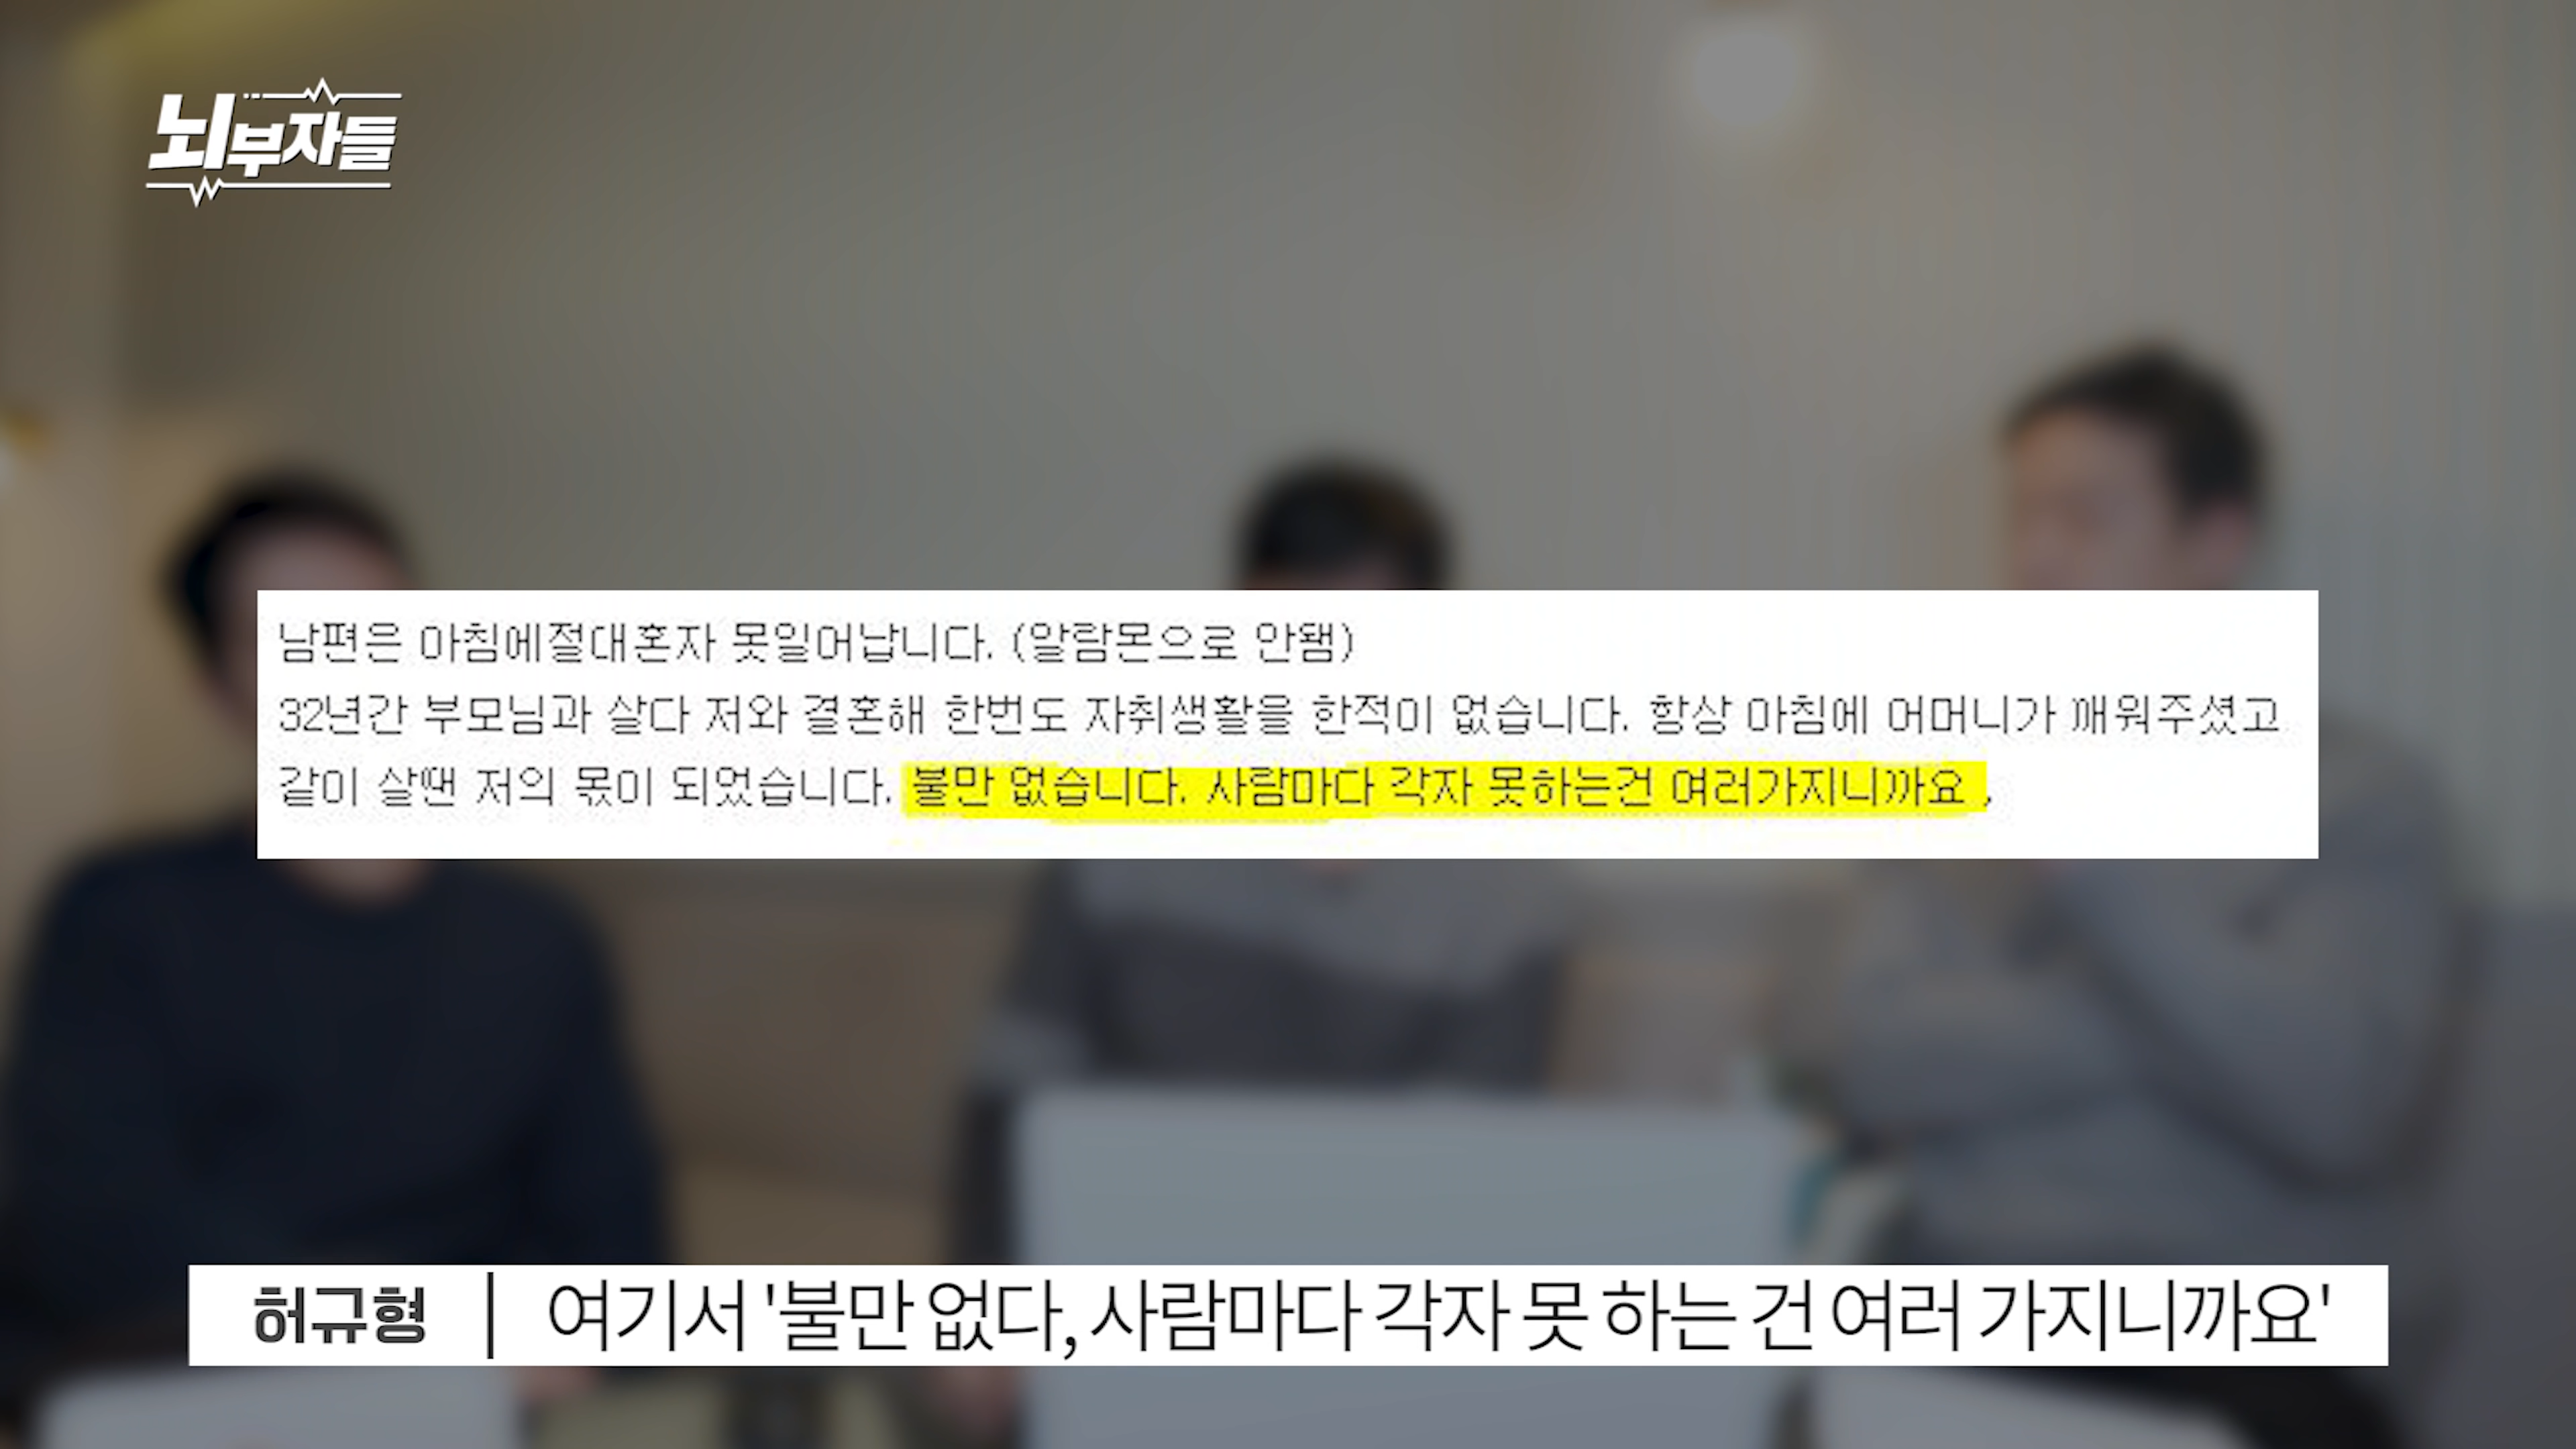 뇌부자들
남편은 아침에절대혼자 못일어납니다. (알람몬으로 안됌)
32년간 부모님과 살다 저와 결혼해 한번도 자취생활을 한적이 없습니다. 항상 아침에 어머니가 깨워주셨고
같이 살땐 저의 몫이 되었습니다. 불만 없습니다. 사람마다 각자 못하는건 여러가지니까요,
허규형 | 여기서 '불만 없다, 사람마다 각자 못 하는 건 여러 가지니까요'